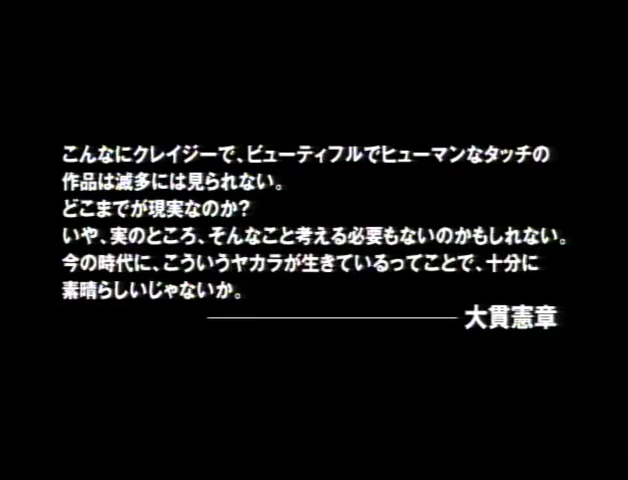 こんなにクレイジーで、ビューティフルでヒューマンなタッチの
作品は滅多には見られない。
どこまでが現実なのか?
いや、実のところ、そんなこと考える必要もないのかもしれない。
今の時代に、こういうヤカラが生きているってことで、十分に
素晴らしいじゃないか。
大貫憲章